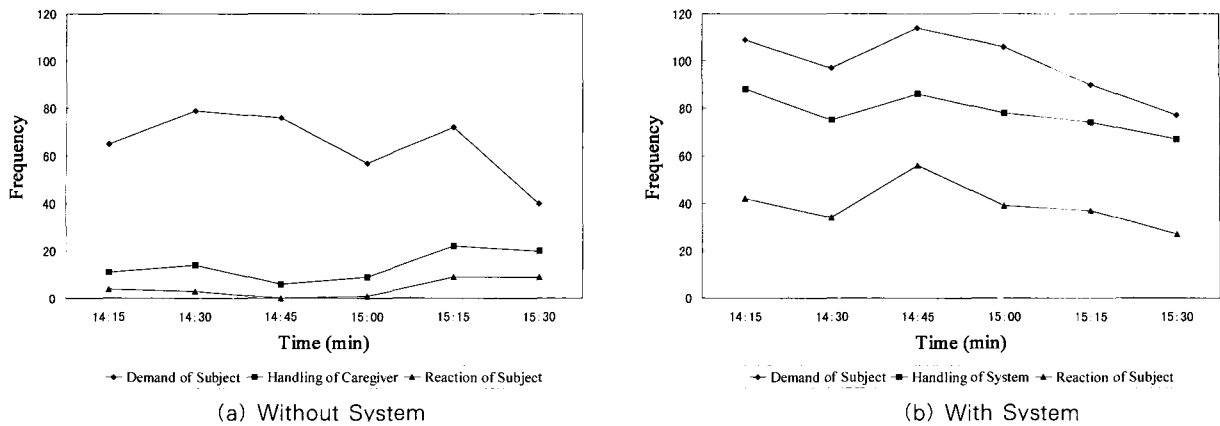 120
100
80
60
40
20
0
Frequency
14:15 14:30 14:45 15:00 15:15 15:30
Time (min)
Demand of Subject Handling of Caregiver Reaction of Subject
(a) Without System
120
100
80
60
40
20
0
Frequency
14:15 14:30 14:45 15:00 15:15 15:30
Time (min)
Demand of Subject Handling of System Reaction of Subject
(b) With System